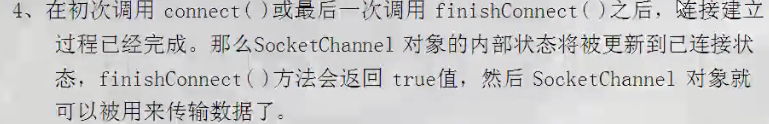 4、在初次调用 connect( )或最后一次调用 finishConnect( )之后，连接建立
过程已经完成。那么SocketChannel 对象的内部状态将被更新到已连接状
态，finishConnect( )方法会返回 true值，然后 SocketChannel 对象就
可以被用来传输数据了。